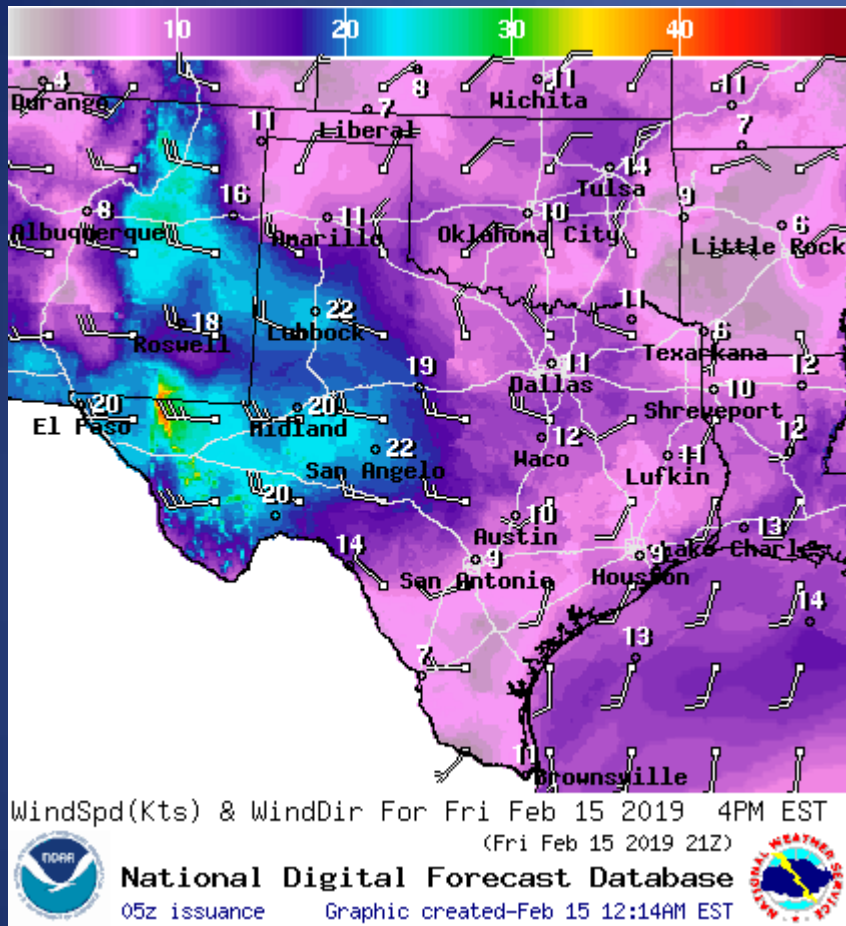 10 20 30 40
4 8 11 11
Durango Wichita
7
Liberal
11 7
14
Tulsa
8 16 11 10 9 6
Albuquerque Amarillo Oklahoma City Little Rock
18 22 11 6
Roswell Lubbock Texarkana
19 11 12
Dallas 10
20 20 Shreveport
El Paso Midland
22 12 11 12
San Angelo Waco Lufkin
20 10 13
Austin Lake Charles
14 9 9
San Antonio Houston
14
13
7
11
Brownsville
WindSpd(Kts) & WindDir For Fri Feb 15 2019 4PM EST
(Fri Feb 15 2019 21Z)
NOAA
National Digital Forecast Database
05z issuance Graphic created-Feb 15 12:14AM EST
NATIONAL WEATHER SERVICE